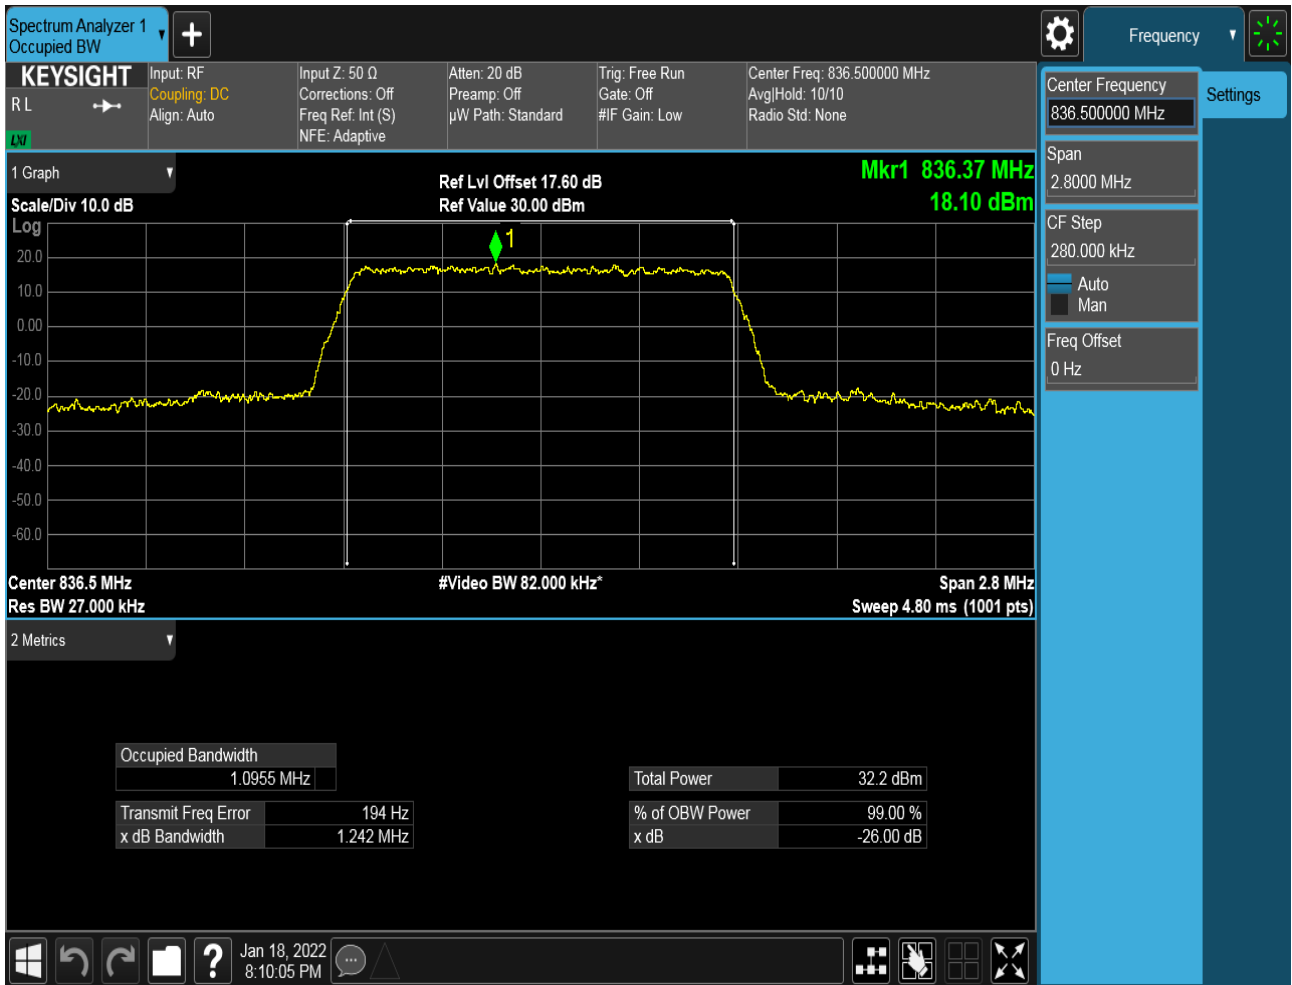 Spectrum Analyzer 1
Occupied BW
Frequency
KEYSIGHT
R L
LXI
Input: RF
Coupling: DC
Align: Auto
Input Z: 50 Ω
Corrections: Off
Freq Ref: Int (S)
NFE: Adaptive
Atten: 20 dB
Preamp: Off
µW Path: Standard
Trig: Free Run
Gate: Off
#IF Gain: Low
Center Freq: 836.500000 MHz
Avg|Hold: 10/10
Radio Std: None
Center Frequency
836.500000 MHz
Settings
Span
2.8000 MHz
CF Step
280.000 kHz
Auto
Man
Freq Offset
0 Hz
1 Graph
Scale/Div 10.0 dB
Ref Lvl Offset 17.60 dB
Ref Value 30.00 dBm
Mkr1 836.37 MHz
18.10 dBm
Log
1
20.0
10.0
0.00
-10.0
-20.0
-30.0
-40.0
-50.0
-60.0
Center 836.5 MHz
#Video BW 82.000 kHz*
Span 2.8 MHz
Res BW 27.000 kHz
Sweep 4.80 ms (1001 pts)
2 Metrics
Occupied Bandwidth
1.0955 MHz
Transmit Freq Error 194 Hz
x dB Bandwidth 1.242 MHz
Total Power 32.2 dBm
% of OBW Power 99.00 %
x dB -26.00 dB
Jan 18, 2022
8:10:05 PM